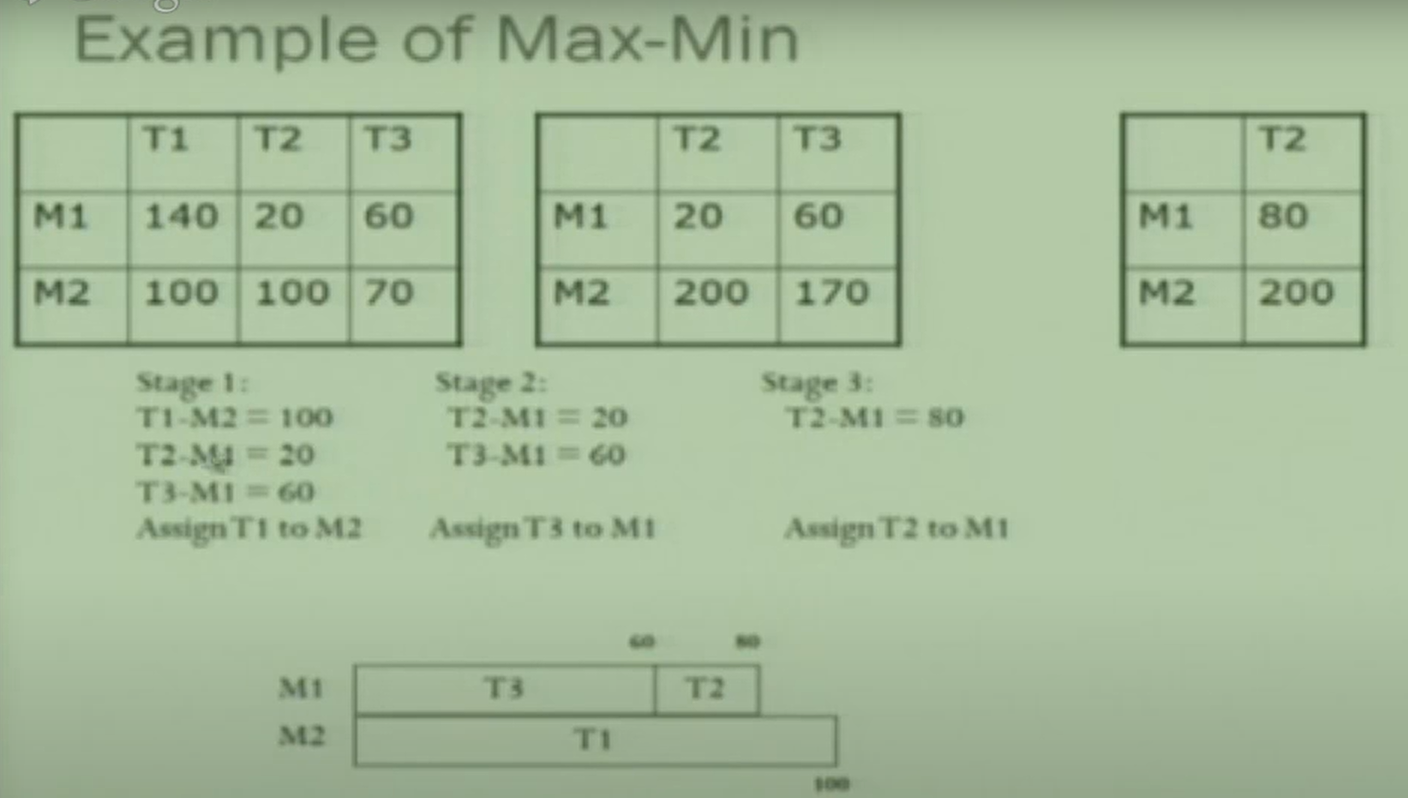 Example of Max-Min
T1 T2 T3
M1 140 20 60
M2 100 100 70
T2 T3
M1 20 60
M2 200 170
T2
M1 80
M2 200
Stage 1:
T1-M2 = 100
T2-M1 = 20
T3-M1 = 60
Assign T1 to M2
Stage 2:
T2-M1 = 20
T3-M1 = 60
Assign T3 to M1
Stage 3:
T2-M1 = 80
Assign T2 to M1
60 80
M1 T3 T2
M2 T1
100